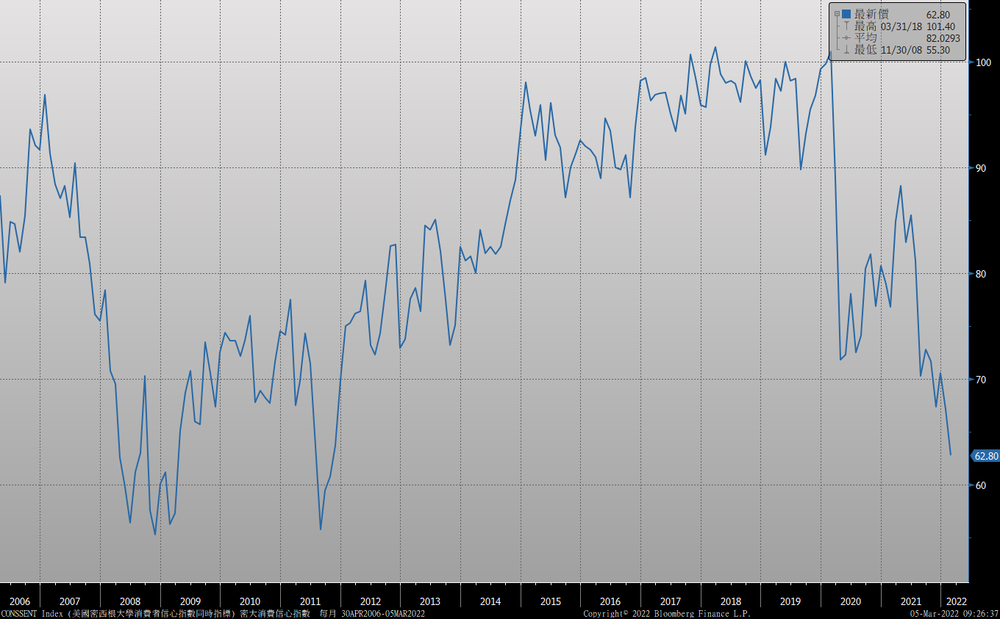 最新價 62.80
最高 03/31/18 101.40
平均 82.0293
最低 11/30/08 55.30
100
90
80
70
62.80
60
2006 2007 2008 2009 2010 2011 2012 2013 2014 2015 2016 2017 2018 2019 2020 2021 2022
CONSSENT Index (美國密西根大學消費者信心指數同時指標) 密大消費信心指數 每月 30APR2006-05MAR2022 Copyright© 2022 Bloomberg Finance L.P. 05-Mar-2022 09:26:37